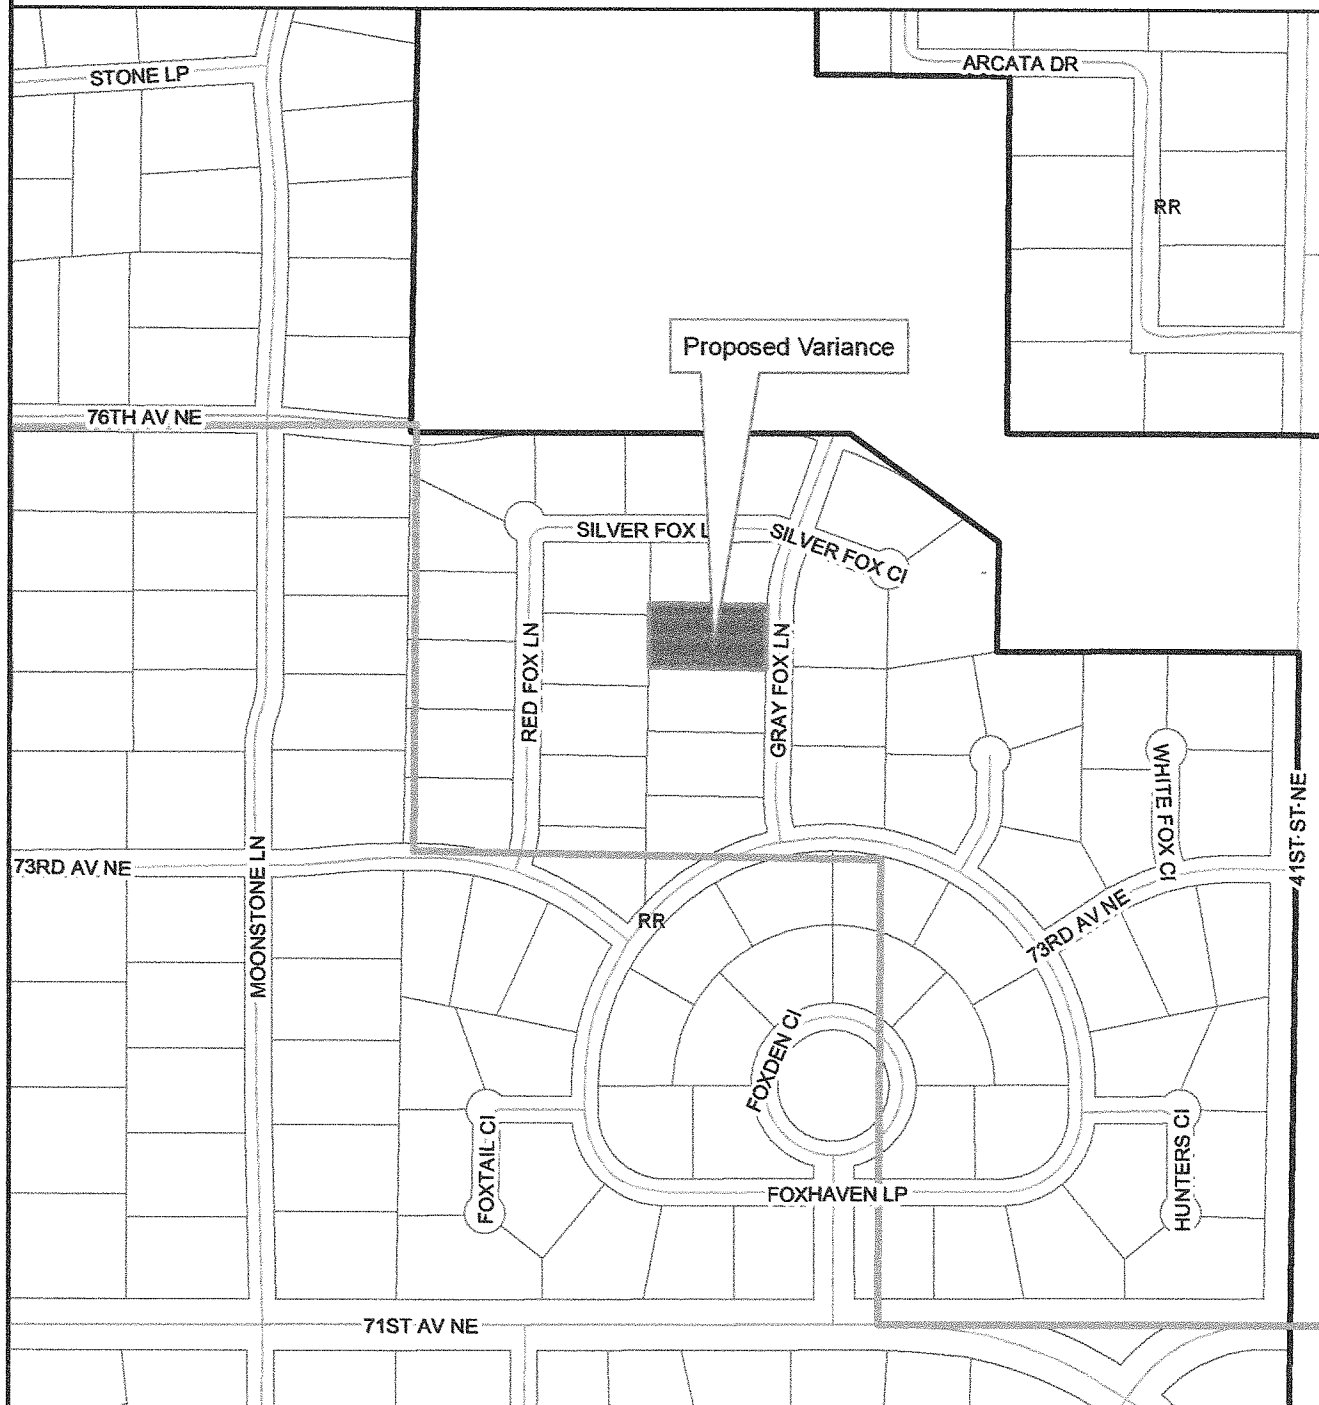 STONE LP
ARCATA DR
RR
Proposed Variance
76TH AV NE
SILVER FOX L
SILVER FOX CI
RED FOX LN
GRAY FOX LN
WHITE FOX CI
41ST ST NE
73RD AV NE
MOONSTONE LN
RR
73RD AV NE
FOXDEN CI
FOXTAIL CI
HUNTERS CI
FOXHAVEN LP
71ST AV NE